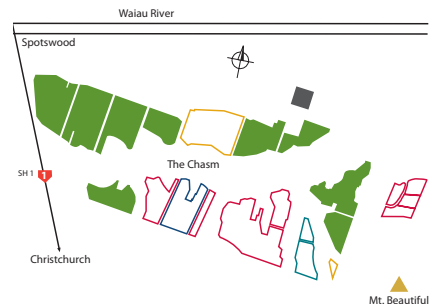 Waiau River
Spotswood
The Chasm
SH 1
1
Christchurch
Mt. Beautiful